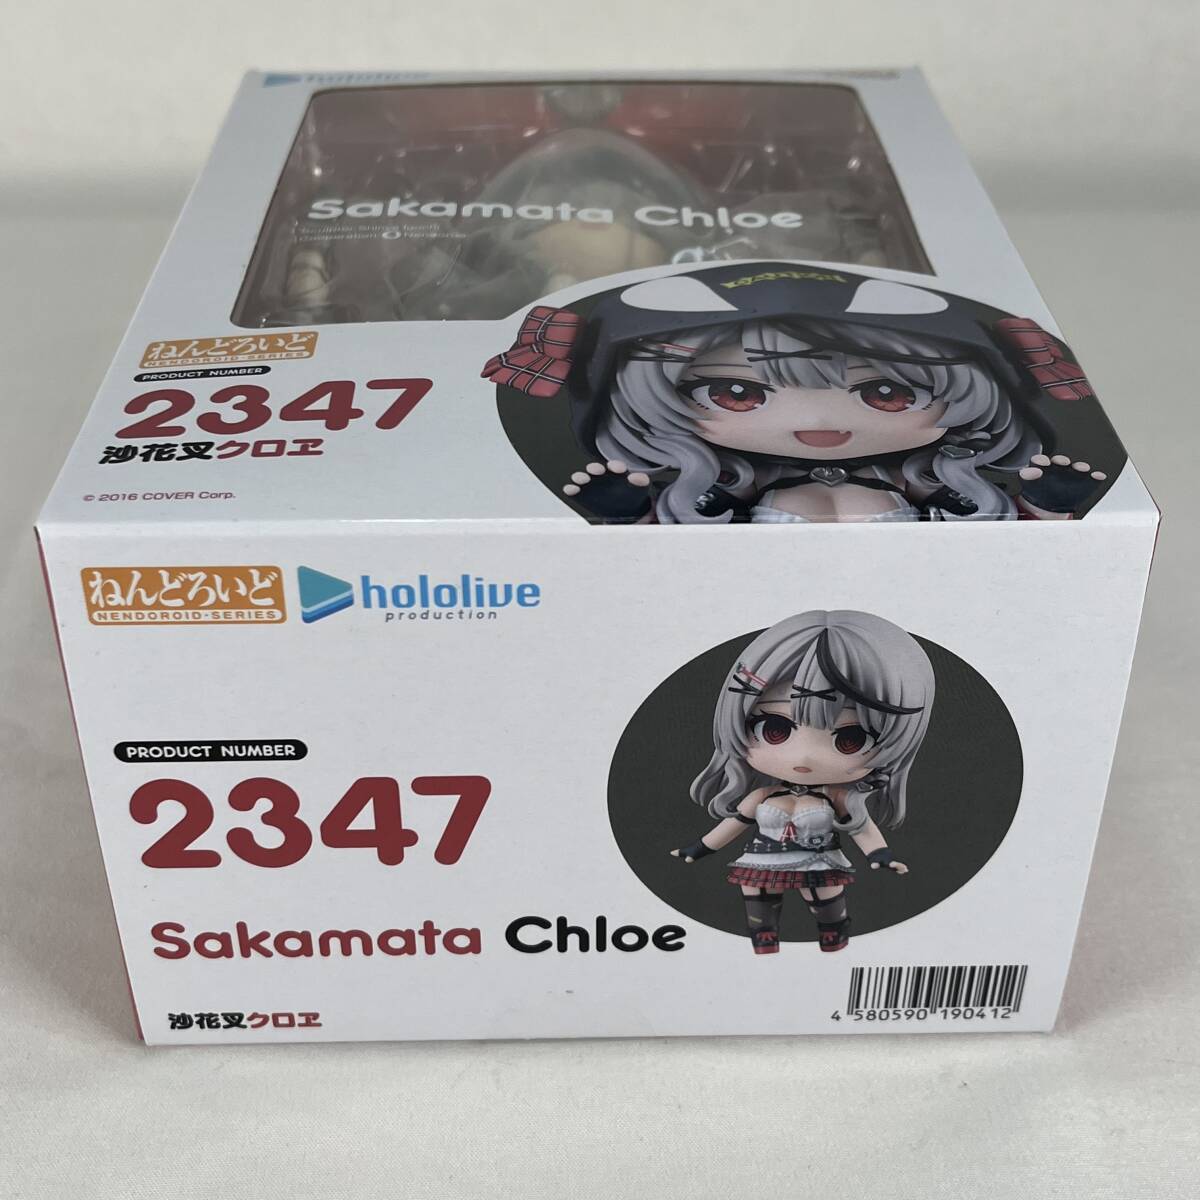 hololive
Sakamata Chloe
ねんどろいど
NENDOROID·SERIES
PRODUCT NUMBER
2347
沙花叉クロヱ
© 2016 COVER Corp.
ねんどろいど
NENDOROID·SERIES
hololive
production
PRODUCT NUMBER
2347
Sakamata Chloe
沙花叉クロヱ
4 580590 190412